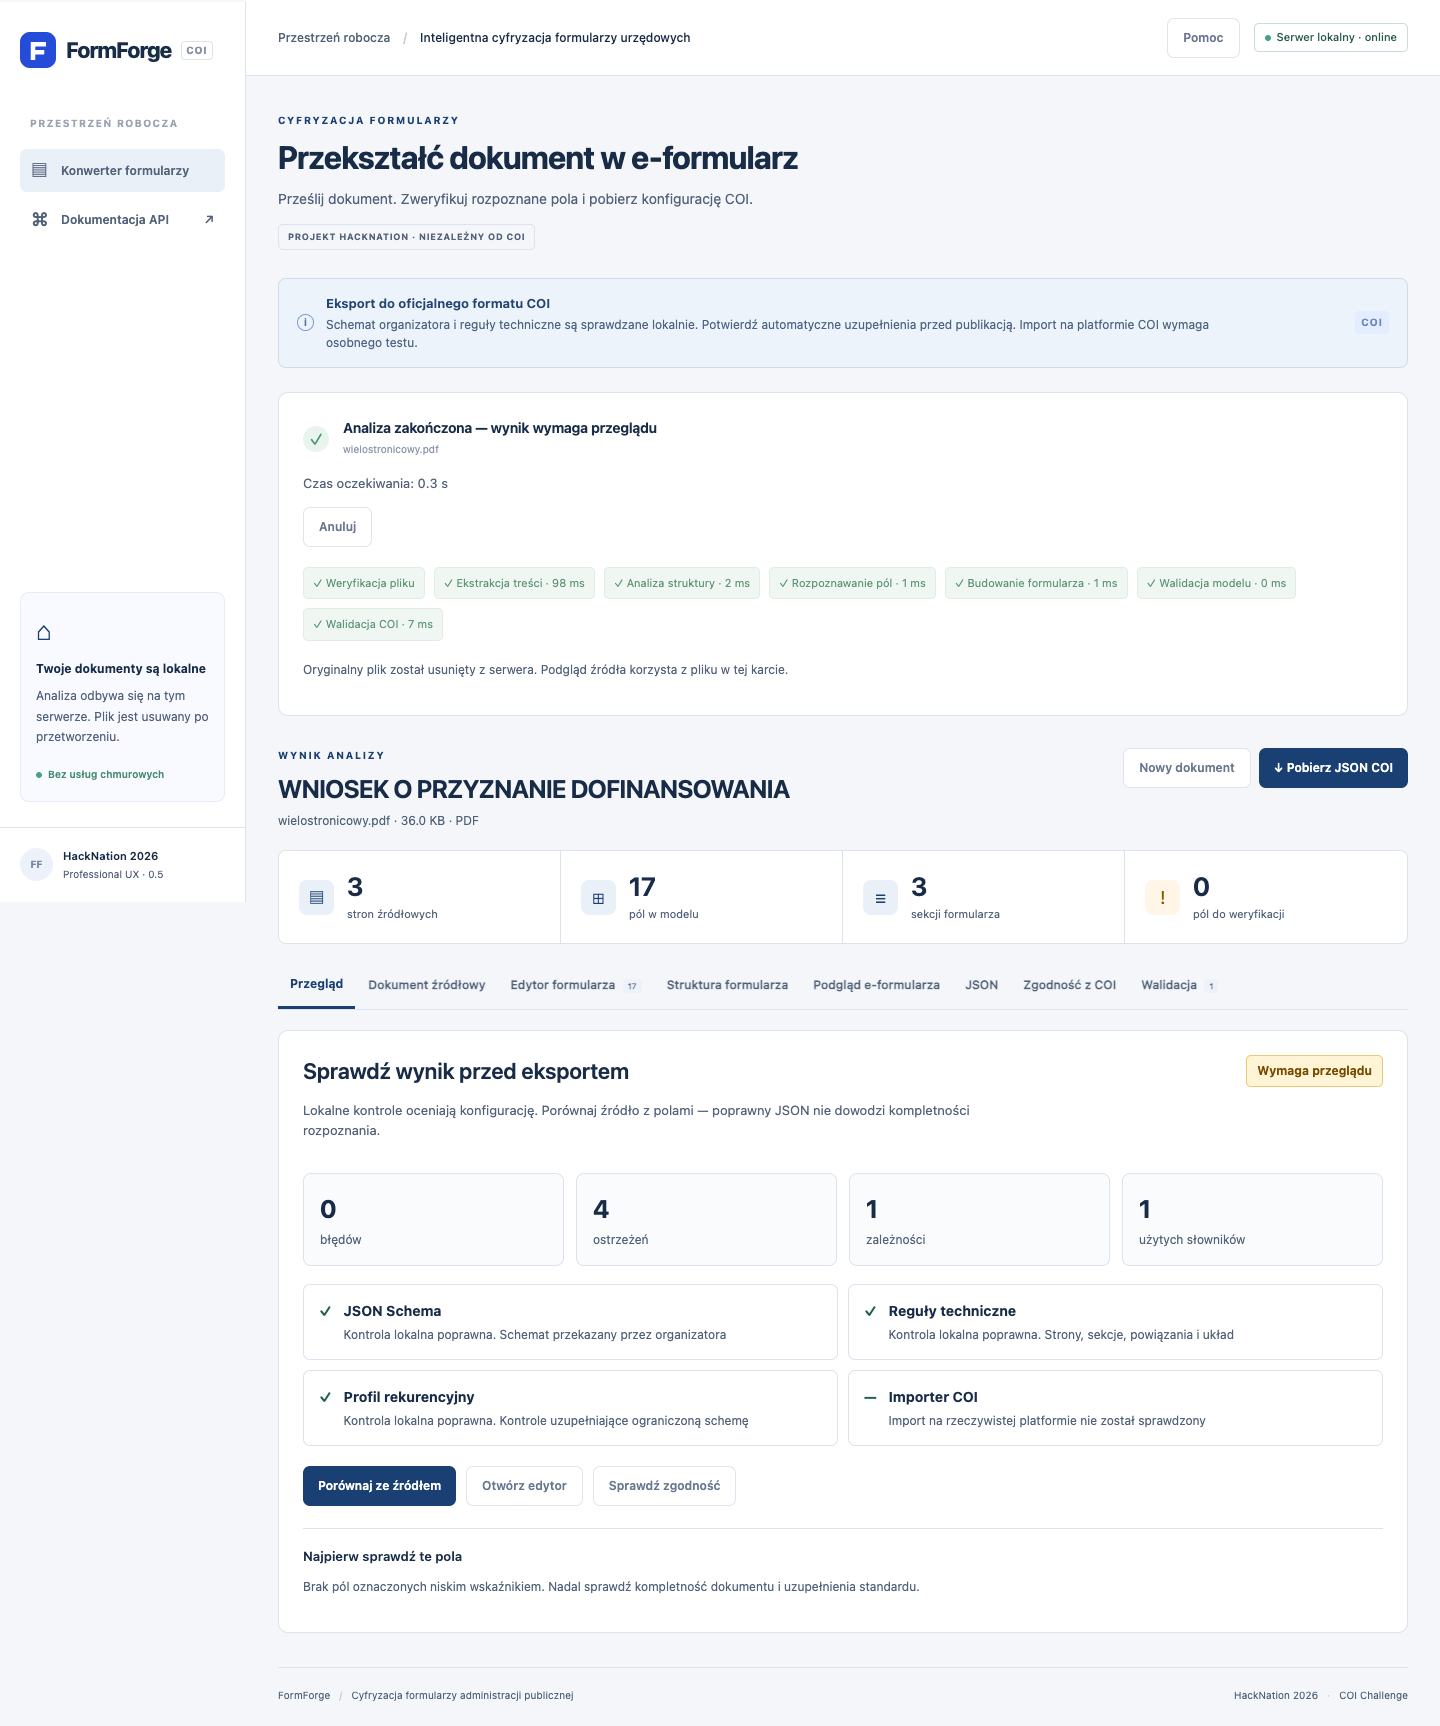 FormForge COI
PRZESTRZEŃ ROBOCZA
Konwerter formularzy
Dokumentacja API ↗
Twoje dokumenty są lokalne
Analiza odbywa się na tym
serwerze. Plik jest usuwany po
przetworzeniu.
Bez usług chmurowych
FF
HackNation 2026
Professional UX · 0.5
Przestrzeń robocza / Inteligentna cyfryzacja formularzy urzędowych
Pomoc
Serwer lokalny · online
CYFRYZACJA FORMULARZY
Przekształć dokument w e-formularz
Prześlij dokument. Zweryfikuj rozpoznane pola i pobierz konfigurację COI.
PROJEKT HACKNATION · NIEZALEŻNY OD COI
Eksport do oficjalnego formatu COI
Schemat organizatora i reguły techniczne są sprawdzane lokalnie. Potwierdź automatyczne uzupełnienia przed publikacją. Import na platformie COI wymaga
osobnego testu.
COI
Analiza zakończona — wynik wymaga przeglądu
wielostronicowy.pdf
Czas oczekiwania: 0.3 s
Anuluj
✓ Weryfikacja pliku ✓ Ekstrakcja treści · 98 ms ✓ Analiza struktury · 2 ms ✓ Rozpoznawanie pól · 1 ms ✓ Budowanie formularza · 1 ms ✓ Walidacja modelu · 0 ms
✓ Walidacja COI · 7 ms
Oryginalny plik został usunięty z serwera. Podgląd źródła korzysta z pliku w tej karcie.
WYNIK ANALIZY
WNIOSEK O PRZYZNANIE DOFINANSOWANIA
wielostronicowy.pdf · 36.0 KB · PDF
Nowy dokument
↓ Pobierz JSON COI
3
stron źródłowych
17
pól w modelu
3
sekcji formularza
!
0
pól do weryfikacji
Przegląd Dokument źródłowy Edytor formularza 17 Struktura formularza Podgląd e-formularza JSON Zgodność z COI Walidacja 1
Sprawdź wynik przed eksportem
Wymaga przeglądu
Lokalne kontrole oceniają konfigurację. Porównaj źródło z polami — poprawny JSON nie dowodzi kompletności
rozpoznania.
0
błędów
4
ostrzeżeń
1
zależności
1
użytych słowników
✓ JSON Schema
Kontrola lokalna poprawna. Schemat przekazany przez organizatora
✓ Reguły techniczne
Kontrola lokalna poprawna. Strony, sekcje, powiązania i układ
✓ Profil rekurencyjny
Kontrola lokalna poprawna. Kontrole uzupełniające ograniczoną schemę
— Importer COI
Import na rzeczywistej platformie nie został sprawdzony
Porównaj ze źródłem Otwórz edytor Sprawdź zgodność
Najpierw sprawdź te pola
Brak pól oznaczonych niskim wskaźnikiem. Nadal sprawdź kompletność dokumentu i uzupełnienia standardu.
FormForge / Cyfryzacja formularzy administracji publicznej
HackNation 2026 · COI Challenge